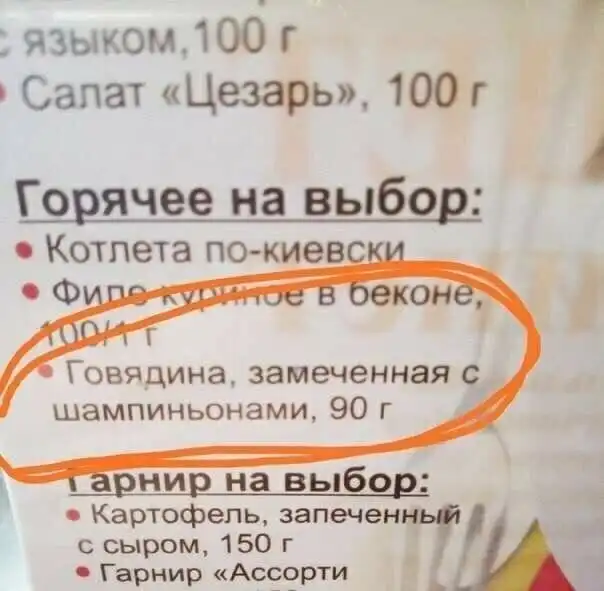 с языком, 100 г
• Салат «Цезарь», 100 г
Горячее на выбор:
• Котлета по-киевски
• Филе куриное в беконе,
100/1 г
• Говядина, замеченная с
шампиньонами, 90 г
Гарнир на выбор:
• Картофель, запеченный
с сыром, 150 г
• Гарнир «Ассорти